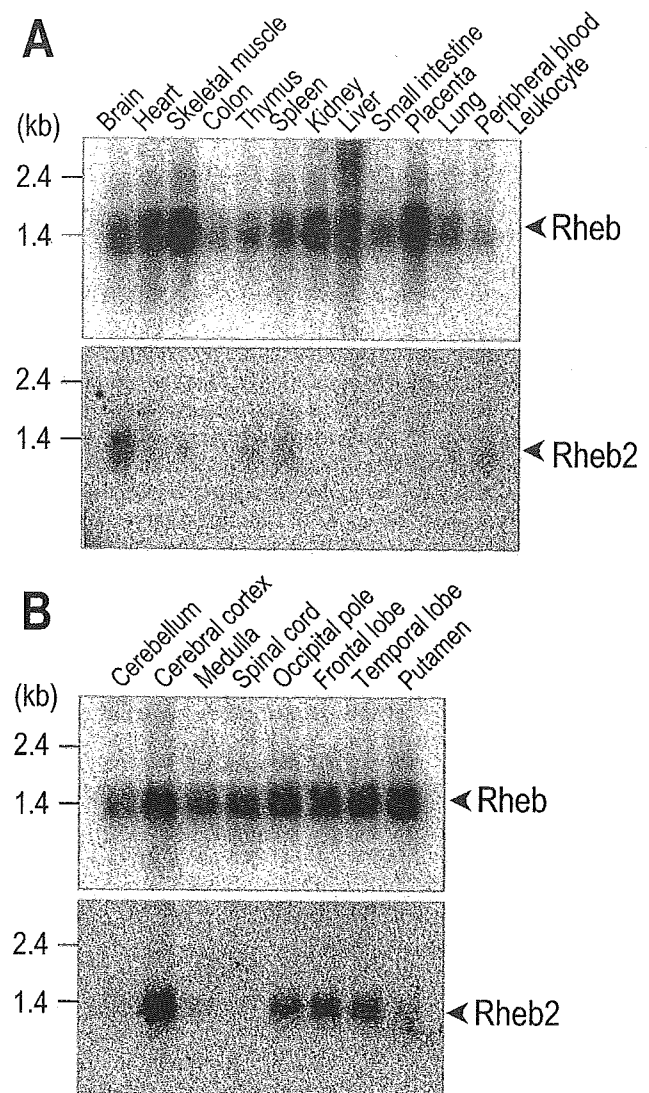 A
Brain
Heart
Skeletal muscle
Colon
Thymus
Spleen
Kidney
Liver
Small intestine
Placenta
Lung
Peripheral blood
Leukocyte
(kb)
2.4
1.4
Rheb
2.4
1.4
Rheb2
B
Cerebellum
Cerebral cortex
Medulla
Spinal cord
Occipital pole
Frontal lobe
Temporal lobe
Putamen
(kb)
2.4
1.4
Rheb
2.4
1.4
Rheb2